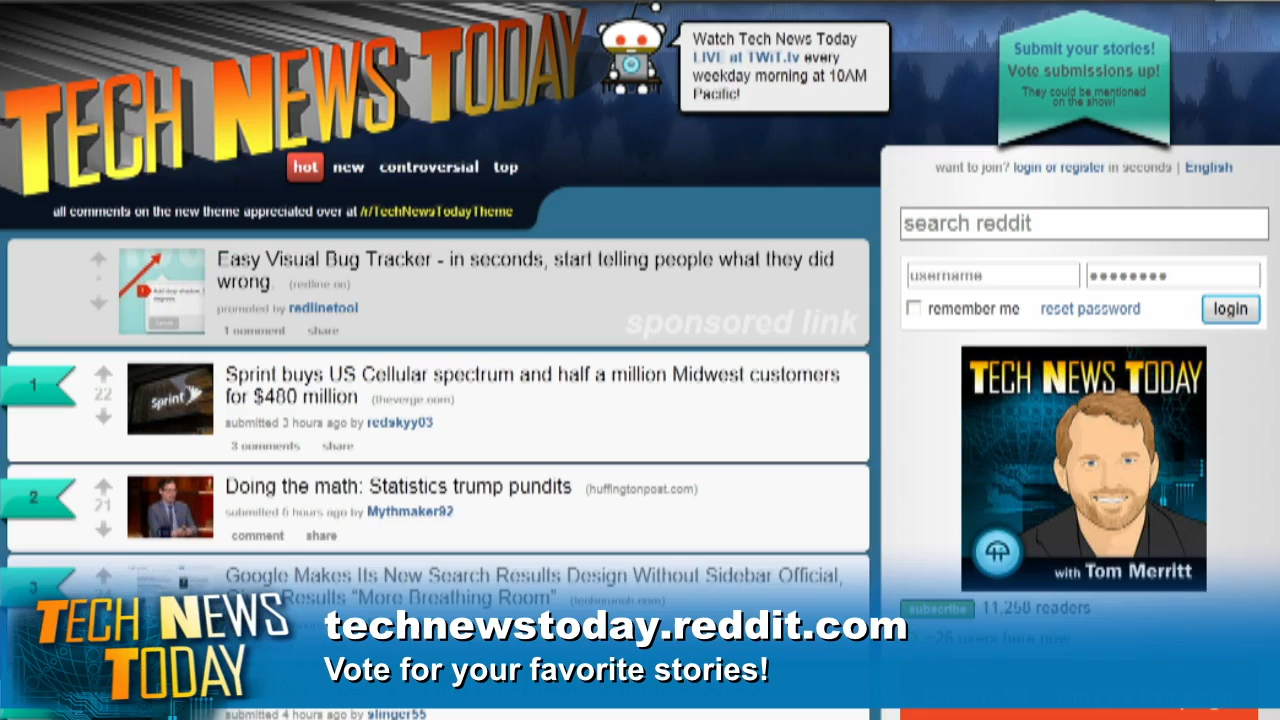 TECH NEWS TODAY
Watch Tech News Today
LIVE at TWiT.tv every
weekday morning at 10AM
Pacific!
Submit your stories!
Vote submissions up!
They could be mentioned
on the show!
hot new controversial top
want to join? login or register in seconds | English
all comments on the new theme appreciated over at /r/TechNewsTodayTheme
search reddit
Easy Visual Bug Tracker - in seconds, start telling people what they did
wrong
promoted by redlinetool
1 comment share
sponsored link
username
remember me reset password login
1
22
Sprint
Sprint buys US Cellular spectrum and half a million Midwest customers
for $480 million (theverge.com)
submitted 3 hours ago by redskyy03
3 comments share
TECH NEWS TODAY
with Tom Merritt
2
21
Doing the math: Statistics trump pundits (huffingtonpost.com)
submitted 6 hours ago by Mythmaker92
comment share
3
Google Makes Its New Search Results Design Without Sidebar Official,
Results "More Breathing Room" (techcrunch.com)
subscribe 11,258 readers
users here now
TECH NEWS
TODAY
technewstoday.reddit.com
Vote for your favorite stories!
submitted 4 hours ago by slinger55